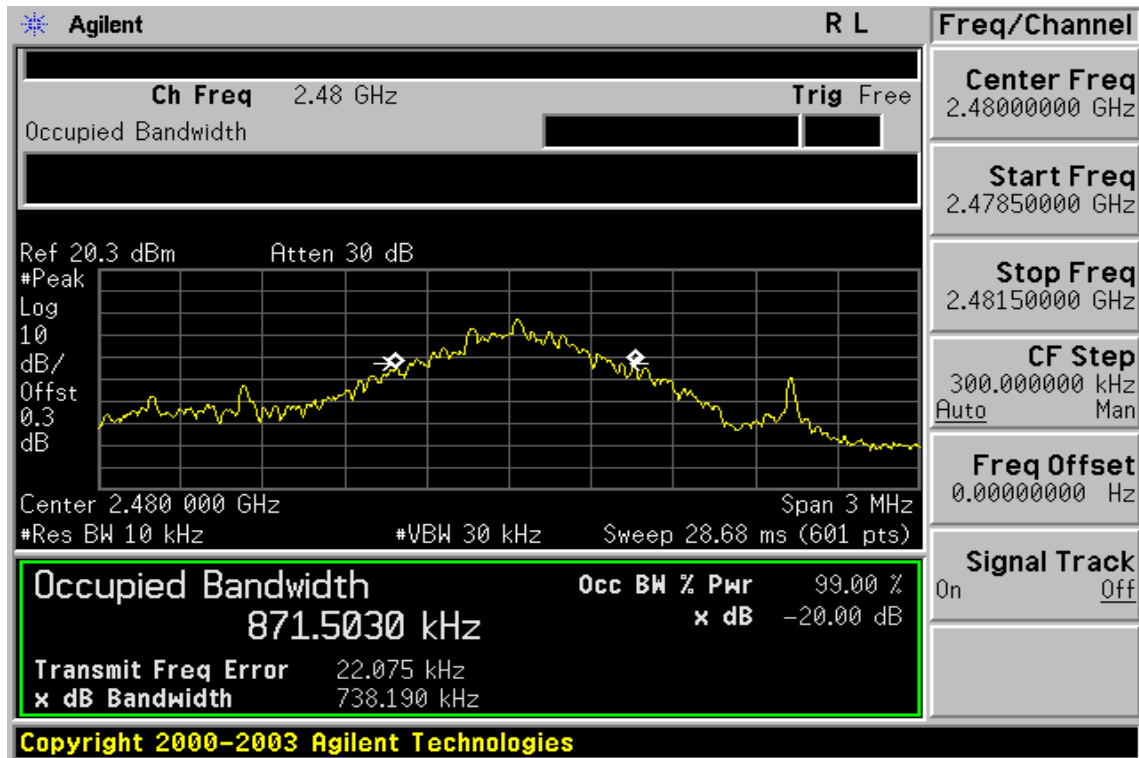 Agilent R L Freq/Channel
Ch Freq 2.48 GHz Trig Free
Occupied Bandwidth
Center Freq
2.48000000 GHz
Start Freq
2.47850000 GHz
Stop Freq
2.48150000 GHz
CF Step
300.000000 kHz
Auto Man
Freq Offset
0.00000000 Hz
Signal Track
On Off
Ref 20.3 dBm Atten 30 dB
#Peak
Log
10
dB/
Offst
0.3
dB
Center 2.480 000 GHz Span 3 MHz
#Res BW 10 kHz #VBW 30 kHz Sweep 28.68 ms (601 pts)
Occupied Bandwidth Occ BW % Pwr 99.00 %
871.5030 kHz x dB -20.00 dB
Transmit Freq Error 22.075 kHz
x dB Bandwidth 738.190 kHz
Copyright 2000-2003 Agilent Technologies